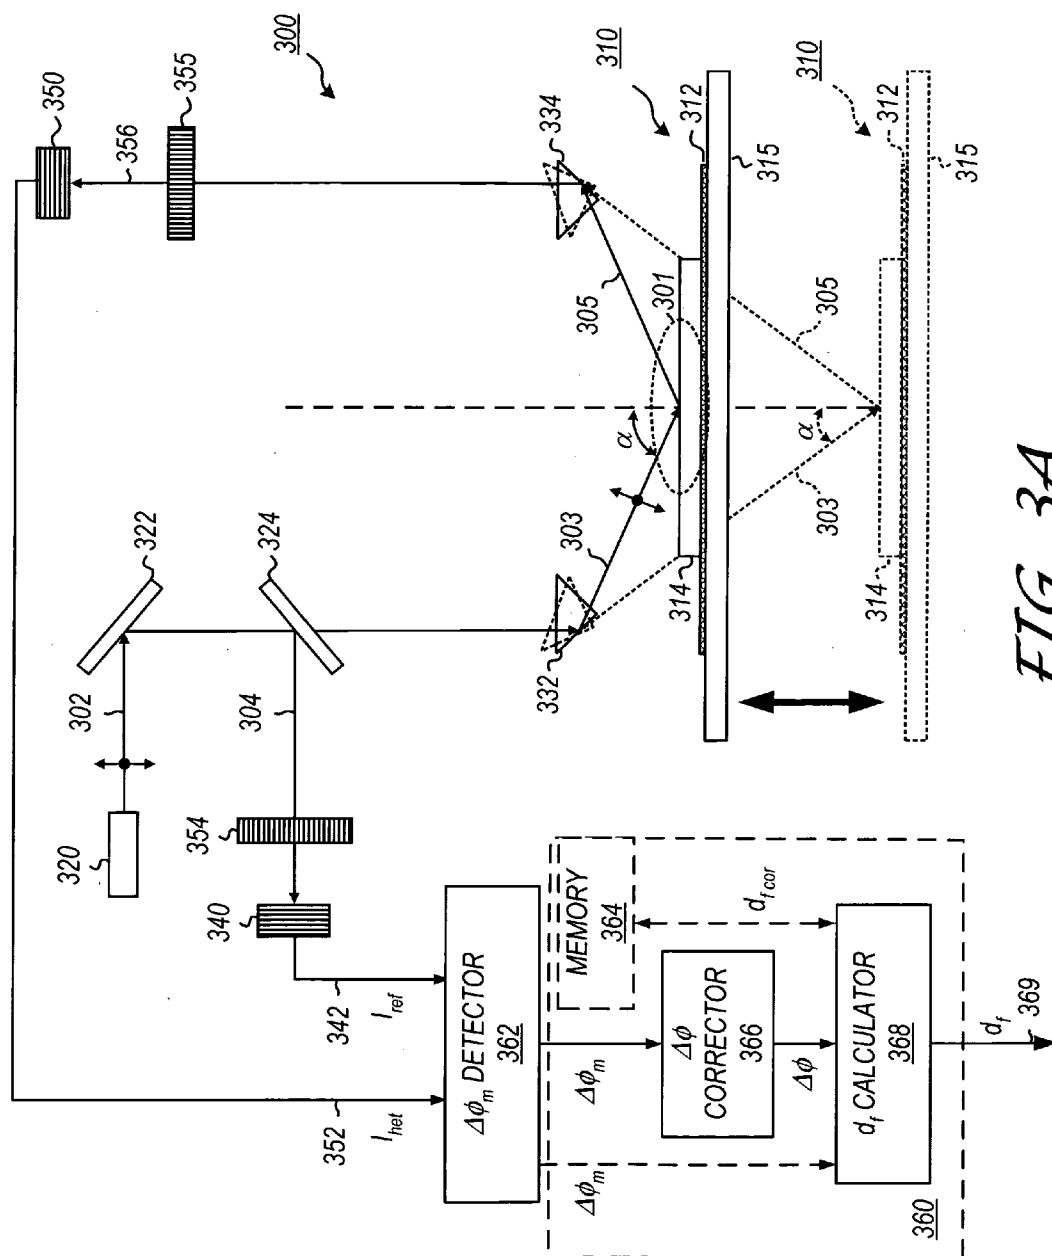 350
355
300
356
334
310
312
310
312
315
315
305
301
305
α
α
322
324
303
303
332
314
314
302
304
320
354
340
342
I_ref
352
I_het
Δϕ_m DETECTOR
362
MEMORY
364
d_f cor
Δϕ_m
Δϕ
CORRECTOR
366
Δϕ
Δϕ_m
d_f CALCULATOR
368
d_f
369
360
FIG. 3A